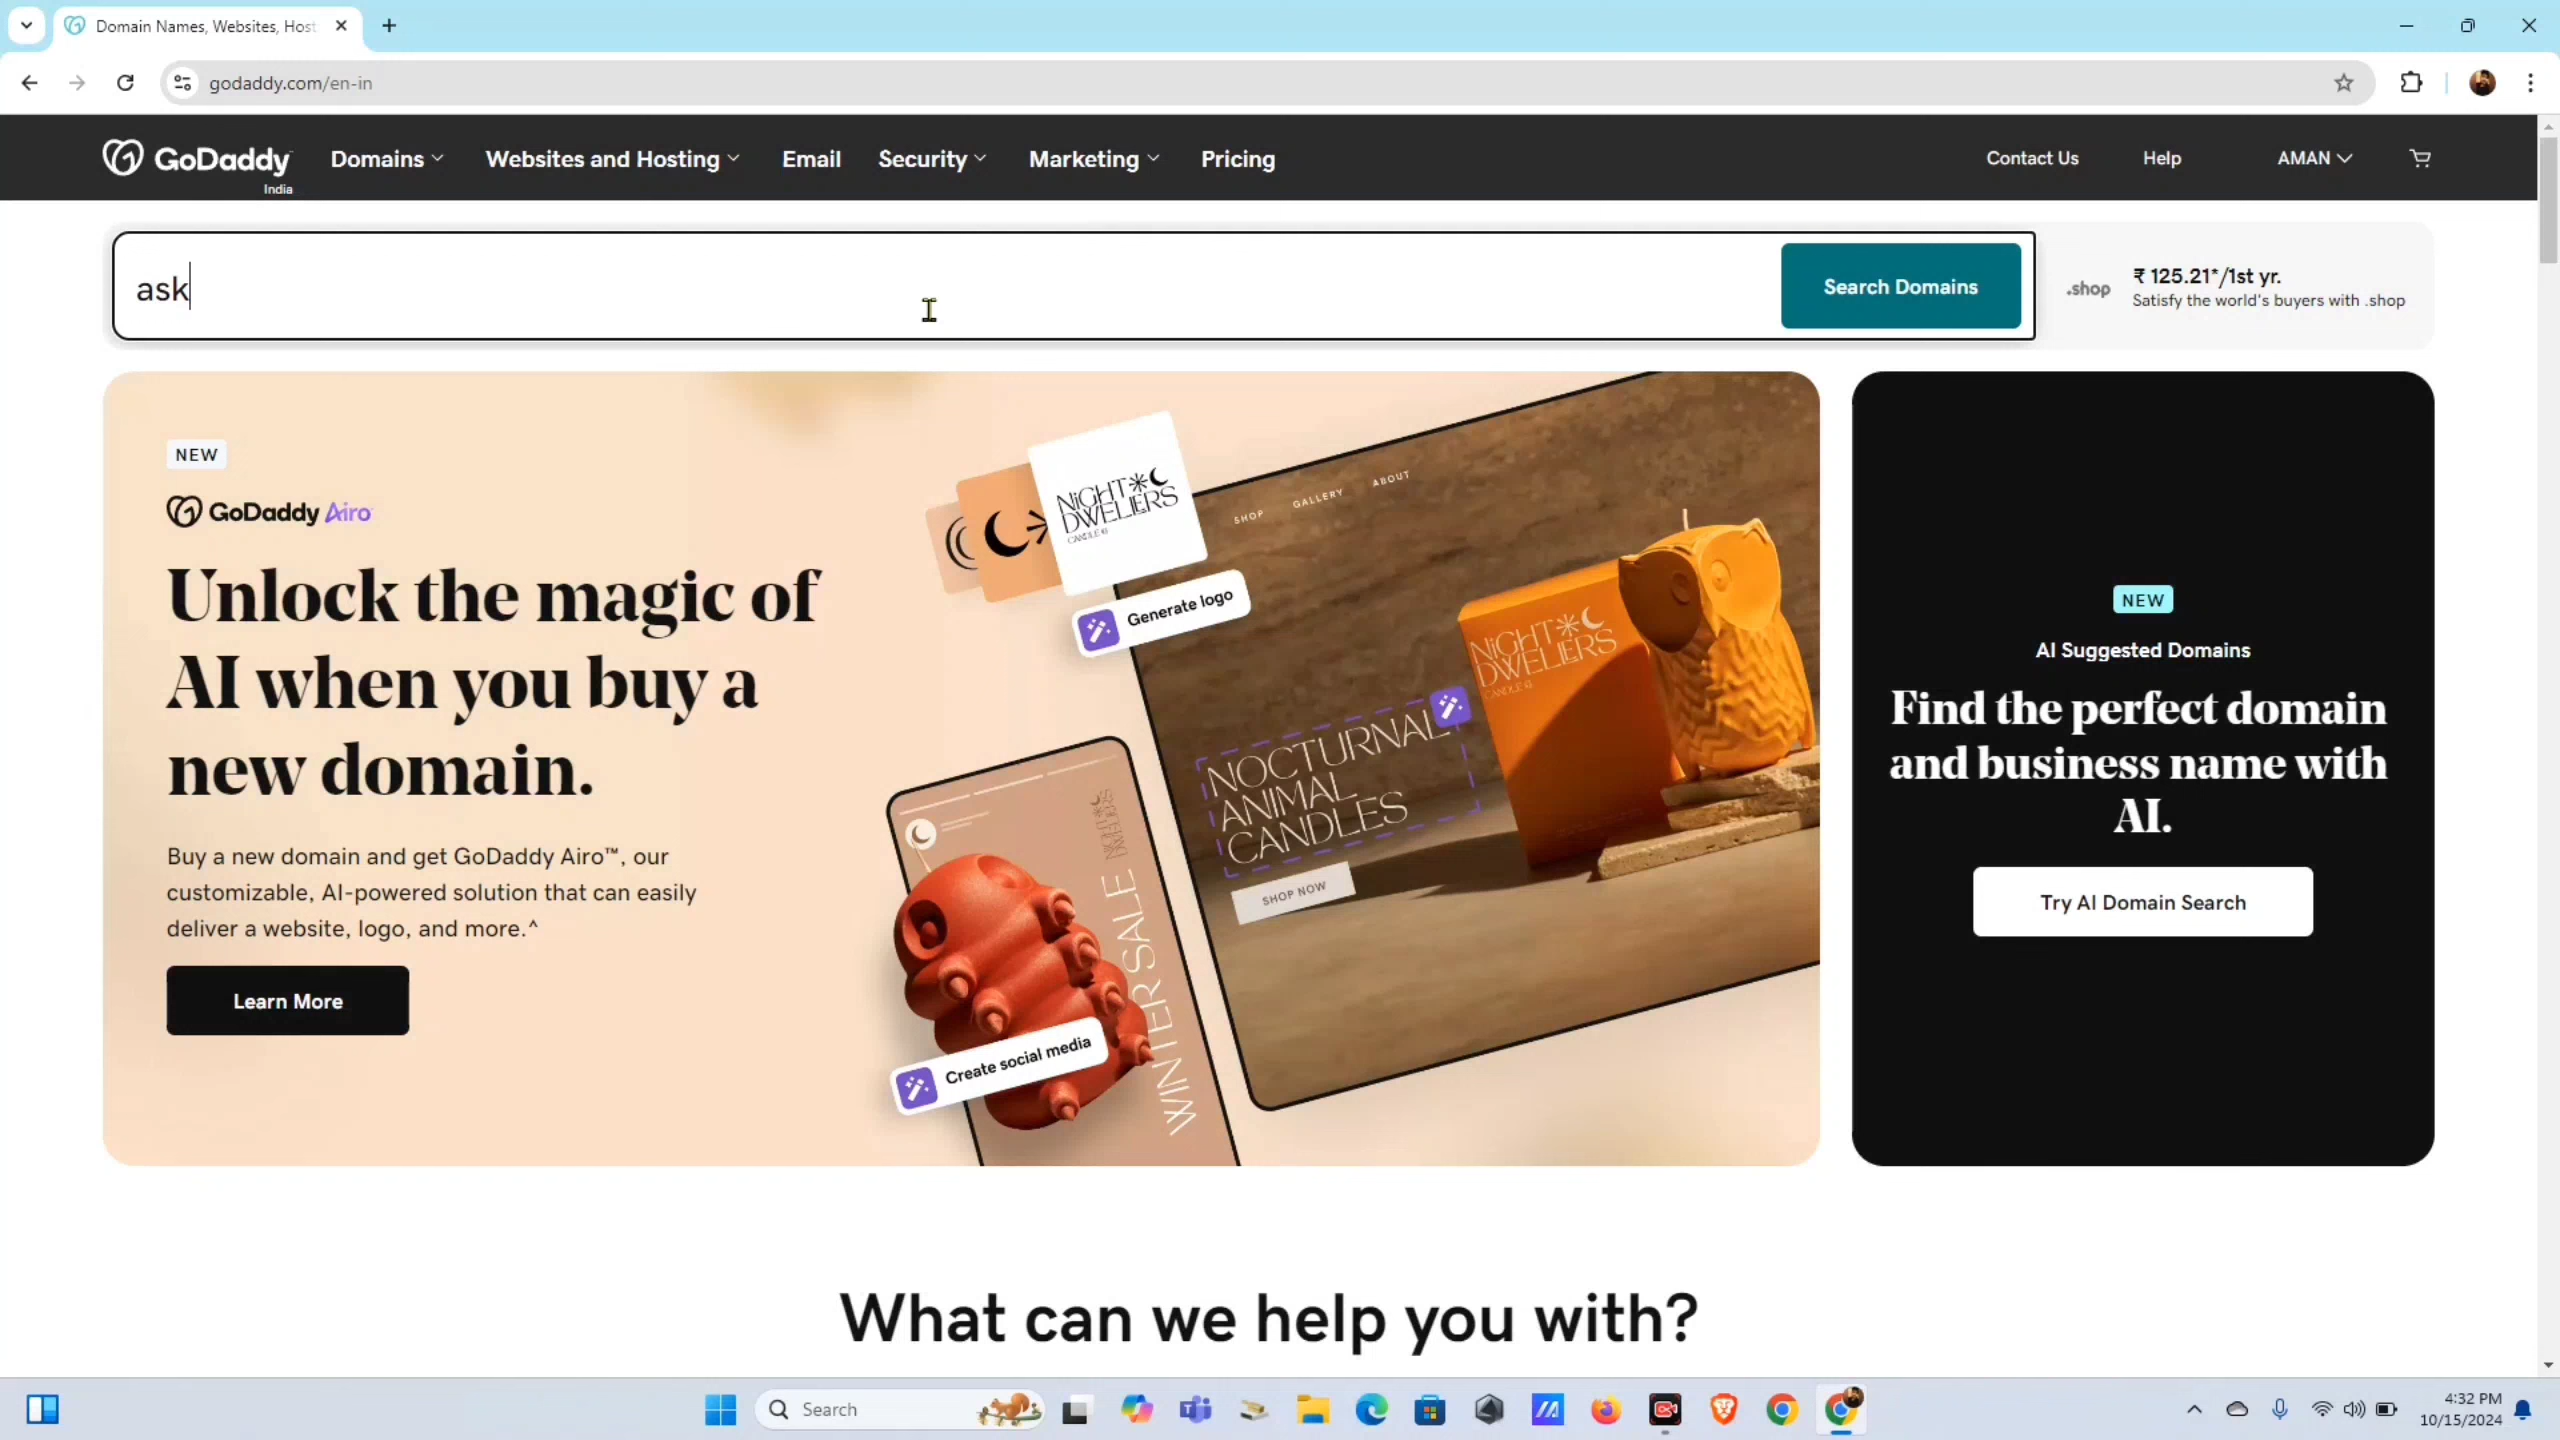 Domain Names, Websites, Host
godaddy.com/en-in
GoDaddy
India
Domains
Websites and Hosting
Email
Security
Marketing
Pricing
Contact Us
Help
AMAN
ask
Search Domains
.shop
₹ 125.21*/1st yr.
Satisfy the world's buyers with .shop
NEW
GoDaddy Airo
Unlock the magic of
AI when you buy a
new domain.
Buy a new domain and get GoDaddy Airo™, our
customizable, AI-powered solution that can easily
deliver a website, logo, and more.^
Learn More
NIGHT
DWELLERS
Generate logo
SHOP
GALLERY
ABOUT
NIGHT
DWELLERS
NOCTURNAL
ANIMAL
CANDLES
SHOP NOW
NIGHT
DWELLERS
WINTER SALE
Create social media
NEW
AI Suggested Domains
Find the perfect domain
and business name with
AI.
Try AI Domain Search
What can we help you with?
Search
4:32 PM
10/15/2024